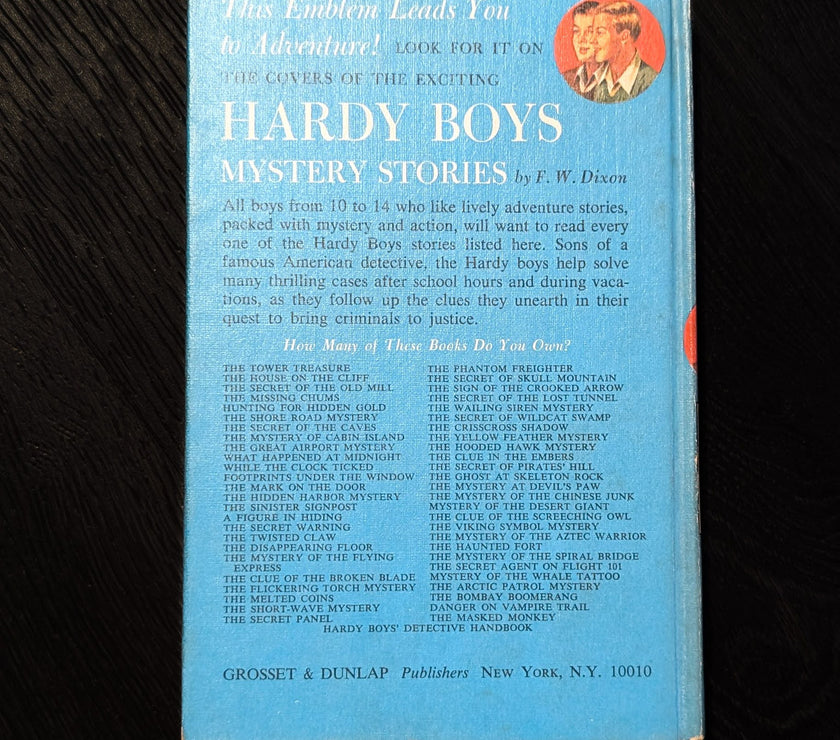 This Emblem Leads You
to Adventure! LOOK FOR IT ON
THE COVERS OF THE EXCITING
HARDY BOYS
MYSTERY STORIES by F. W. Dixon
All boys from 10 to 14 who like lively adventure stories,
packed with mystery and action, will want to read every
one of the Hardy Boys stories listed here. Sons of a
famous American detective, the Hardy boys help solve
many thrilling cases after school hours and during vaca-
tions, as they follow up the clues they unearth in their
quest to bring criminals to justice.
How Many of These Books Do You Own?
THE TOWER TREASURE
THE HOUSE ON THE CLIFF
THE SECRET OF THE OLD MILL
THE MISSING CHUMS
HUNTING FOR HIDDEN GOLD
THE SHORE ROAD MYSTERY
THE SECRET OF THE CAVES
THE MYSTERY OF CABIN ISLAND
THE GREAT AIRPORT MYSTERY
WHAT HAPPENED AT MIDNIGHT
WHILE THE CLOCK TICKED
FOOTPRINTS UNDER THE WINDOW
THE MARK ON THE DOOR
THE HIDDEN HARBOR MYSTERY
THE SINISTER SIGNPOST
A FIGURE IN HIDING
THE SECRET WARNING
THE TWISTED CLAW
THE DISAPPEARING FLOOR
THE MYSTERY OF THE FLYING
EXPRESS
THE CLUE OF THE BROKEN BLADE
THE FLICKERING TORCH MYSTERY
THE MELTED COINS
THE SHORT-WAVE MYSTERY
THE SECRET PANEL
THE PHANTOM FREIGHTER
THE SECRET OF SKULL MOUNTAIN
THE SIGN OF THE CROOKED ARROW
THE SECRET OF THE LOST TUNNEL
THE WAILING SIREN MYSTERY
THE SECRET OF WILDCAT SWAMP
THE CRISSCROSS SHADOW
THE YELLOW FEATHER MYSTERY
THE HOODED HAWK MYSTERY
THE CLUE IN THE EMBERS
THE SECRET OF PIRATES' HILL
THE GHOST AT SKELETON ROCK
THE MYSTERY AT DEVIL'S PAW
THE MYSTERY OF THE CHINESE JUNK
MYSTERY OF THE DESERT GIANT
THE CLUE OF THE SCREECHING OWL
THE VIKING SYMBOL MYSTERY
THE MYSTERY OF THE AZTEC WARRIOR
THE HAUNTED FORT
THE MYSTERY OF THE SPIRAL BRIDGE
THE SECRET AGENT ON FLIGHT 101
MYSTERY OF THE WHALE TATTOO
THE ARCTIC PATROL MYSTERY
THE BOMBAY BOOMERANG
DANGER ON VAMPIRE TRAIL
THE MASKED MONKEY
HARDY BOYS' DETECTIVE HANDBOOK
GROSSET & DUNLAP Publishers NEW YORK, N.Y. 10010